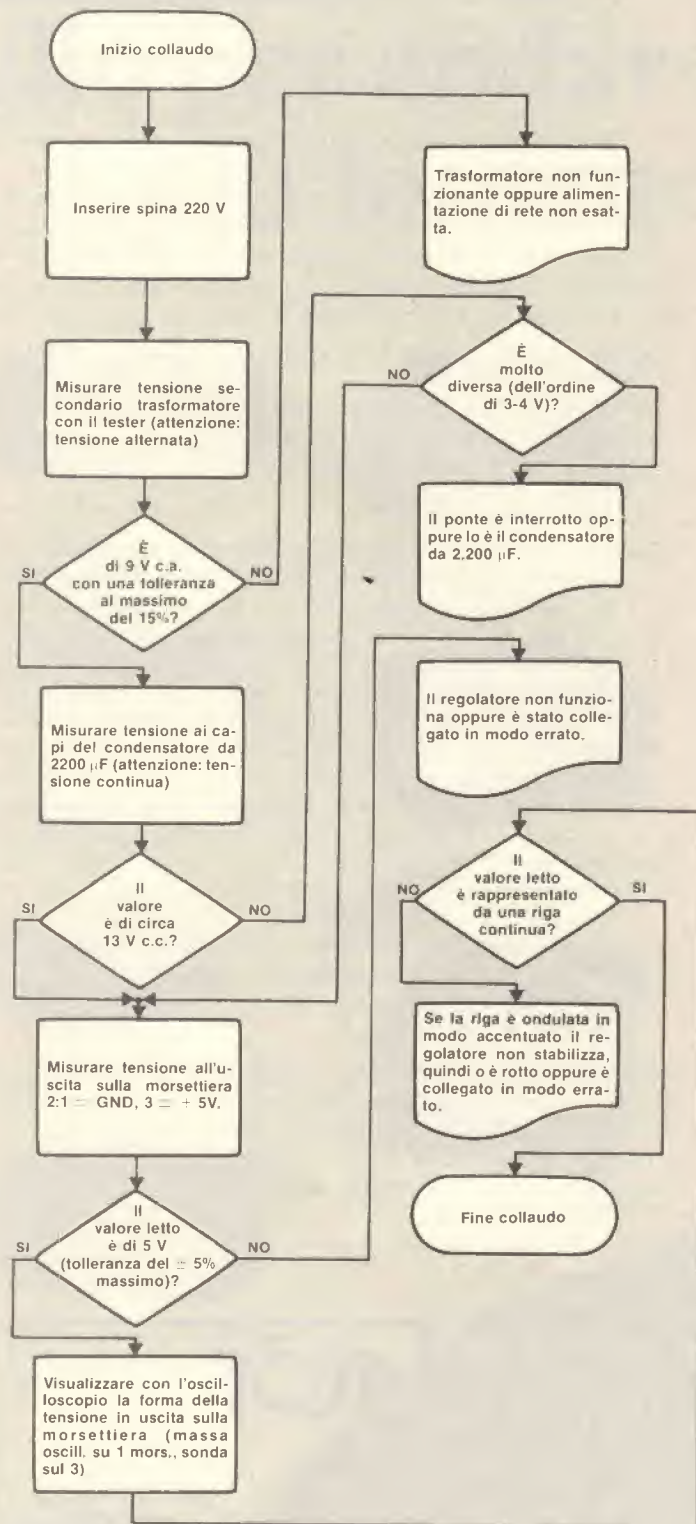 Inizio collaudo
Inserire spina 220 V
Misurare tensione se-
condario trasformatore
con il tester (attenzione:
tensione alternata)
È
di 9 V c.a.
con una tolleranza
al massimo
del 15%?
SI
NO
Misurare tensione ai ca-
pi del condensatore da
2200 µF (attenzione: ten-
sione continua)
Il
valore
è di circa
13 V c.c.?
SI
NO
Misurare tensione all'u-
scita sulla morsettiera
2:1 = GND, 3 = + 5V.
Il
valore letto
è di 5 V
(tolleranza del ± 5%
massimo)?
SI
NO
Visualizzare con l'oscil-
loscopio la forma della
tensione in uscita sulla
morsettiera (massa
oscill. su 1 mors., sonda
sul 3)
Trasformatore non fun-
zionante oppure alimen-
tazione di rete non esat-
ta.
È
molto
diversa (dell'ordine
di 3-4 V)?
NO
Il ponte è interrotto op-
pure lo è il condensatore
da 2.200 µF.
Il regolatore non funzio-
na oppure è stato colle-
gato in modo errato.
Il
valore letto
è rappresentato
da una riga
continua?
NO
SI
Se la riga è ondulata in
modo accentuato il re-
golatore non stabilizza,
quindi o è rotto oppure è
collegato in modo erra-
to.
Fine collaudo